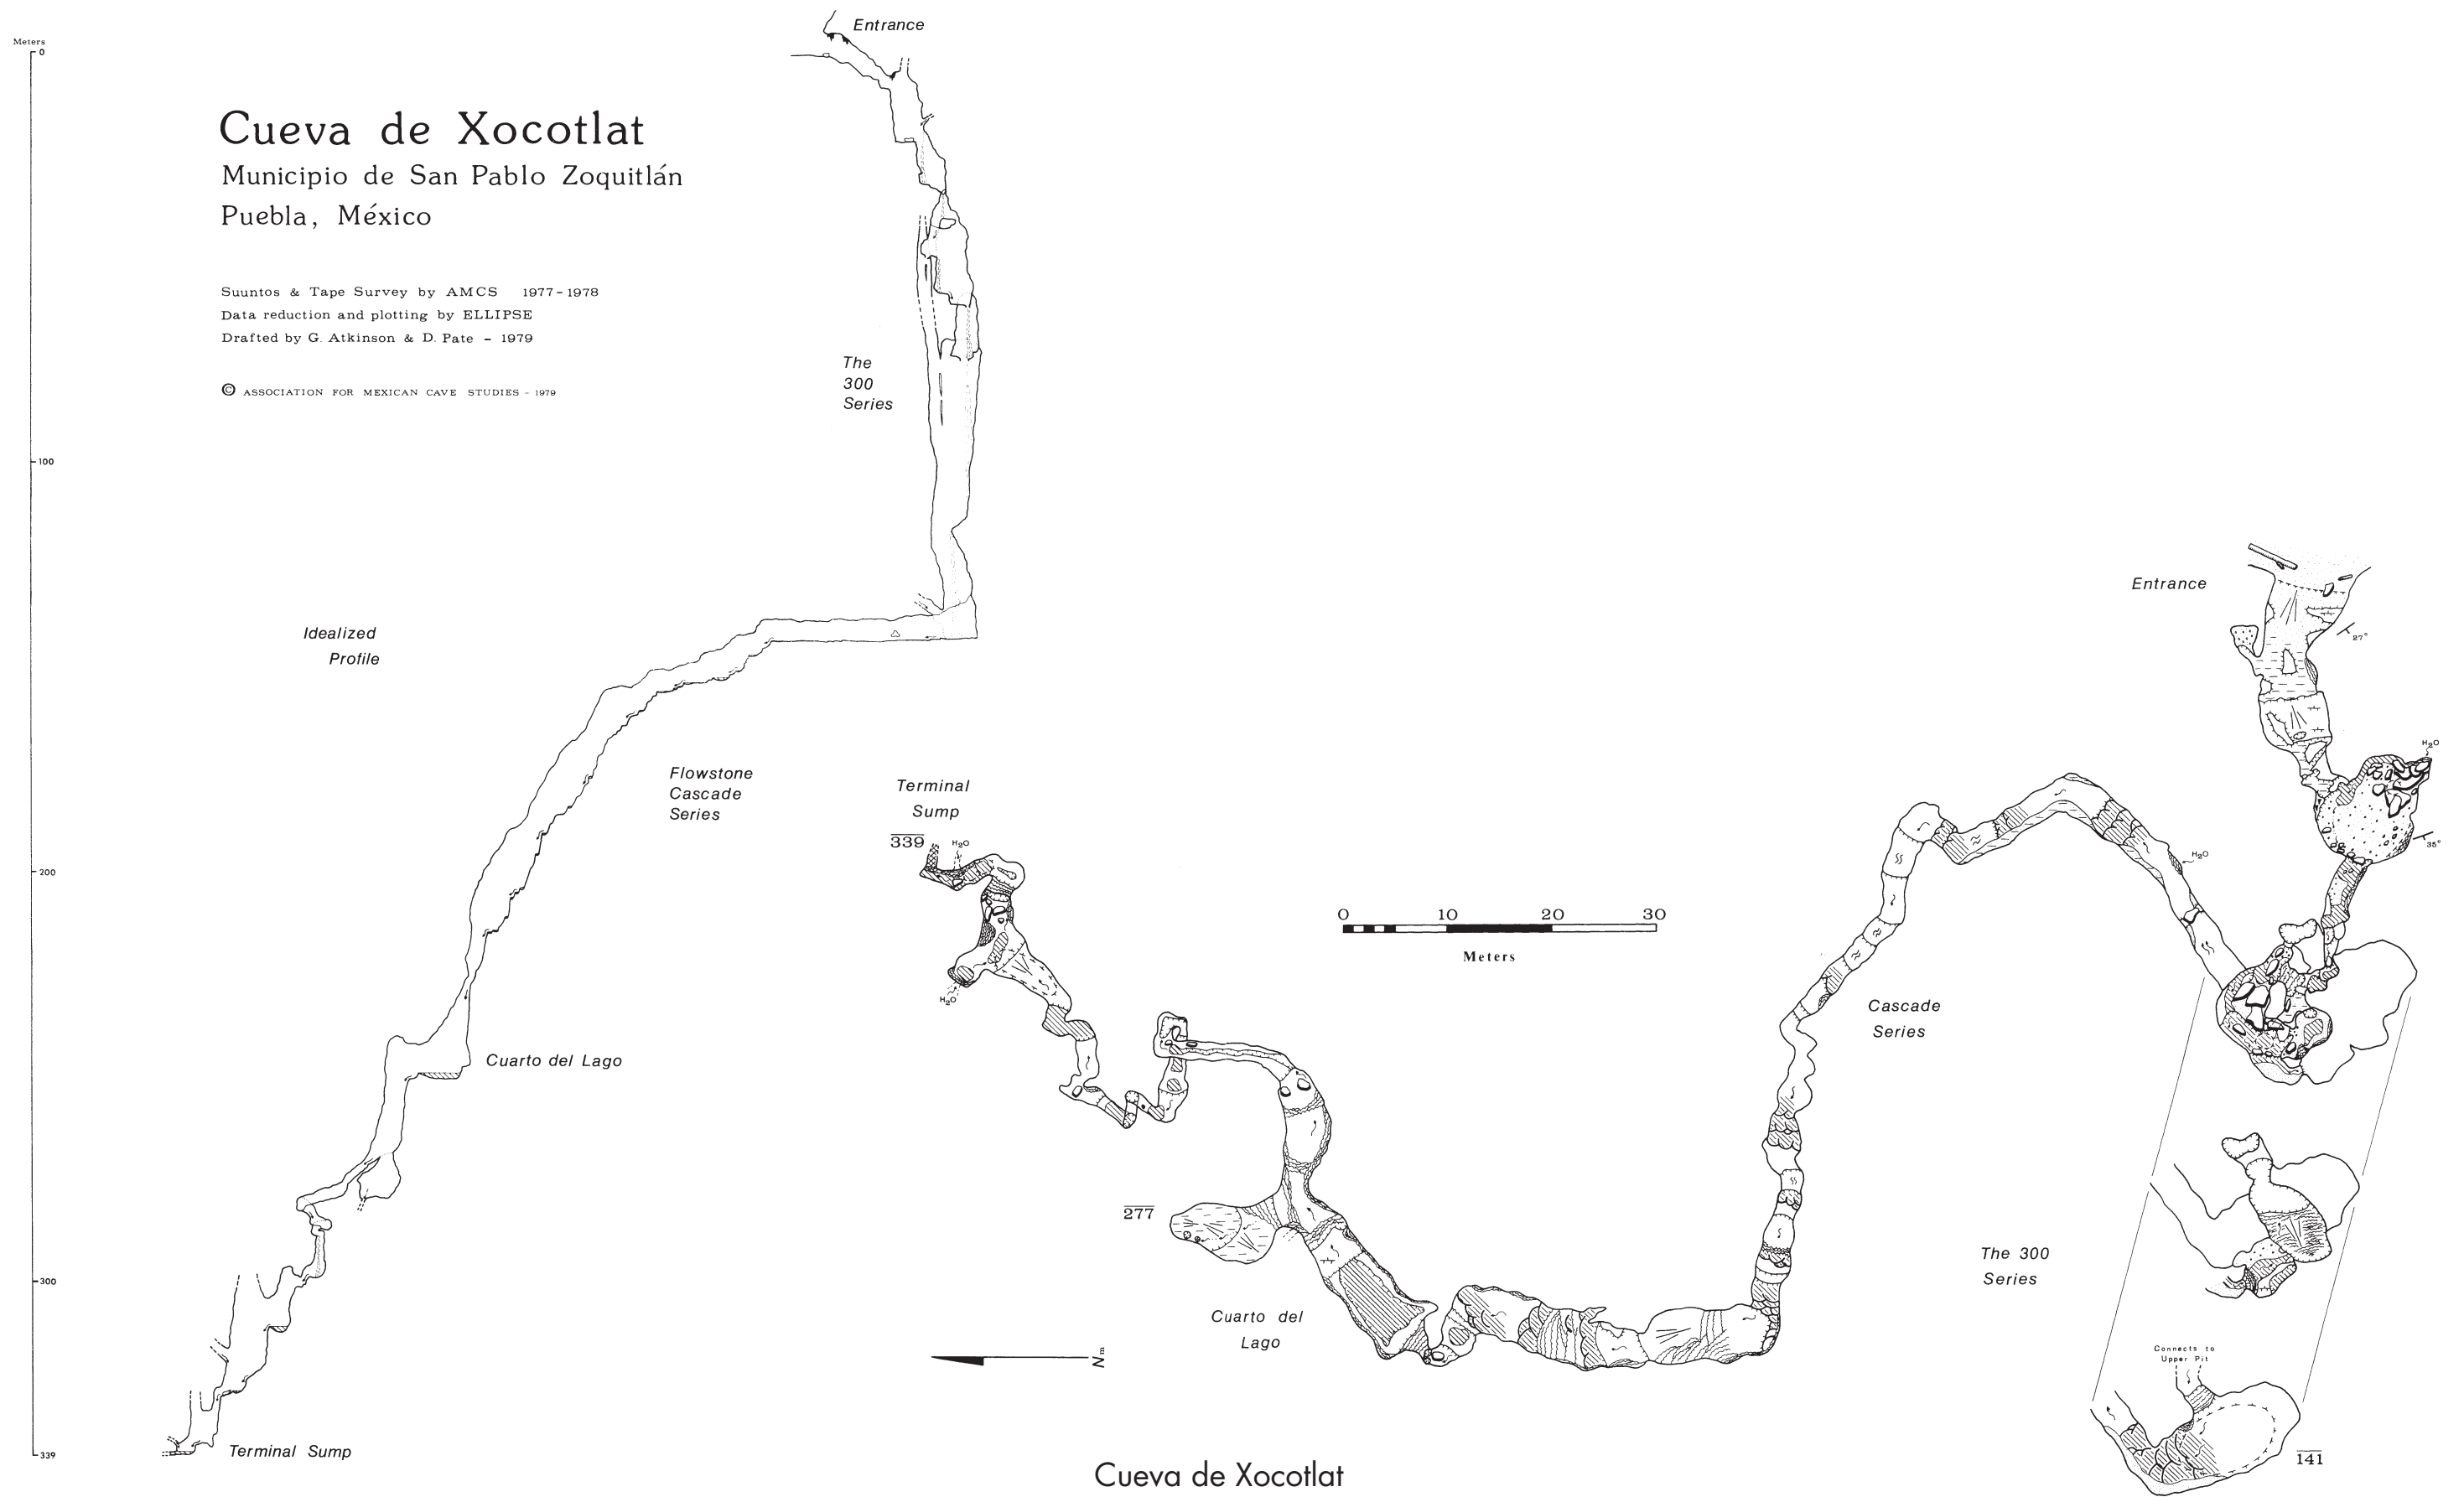 Meters
0
Entrance
Cueva de Xocotlat
Municipio de San Pablo Zoquitlán
Puebla, México
Suuntos & Tape Survey by AMCS 1977-1978
Data reduction and plotting by ELLIPSE
Drafted by G. Atkinson & D. Pate - 1979
© ASSOCIATION FOR MEXICAN CAVE STUDIES - 1979
The
300
Series
100
Idealized
Profile
Flowstone
Cascade
Series
200
Cuarto del Lago
300
339
Terminal Sump
Terminal
Sump
339
H2O
H2O
0 10 20 30
Meters
277
Cuarto del
Lago
Nm
Cascade
Series
Entrance
27°
H2O
35°
H2O
The 300
Series
Connects to
Upper Pit
141
Cueva de Xocotlat